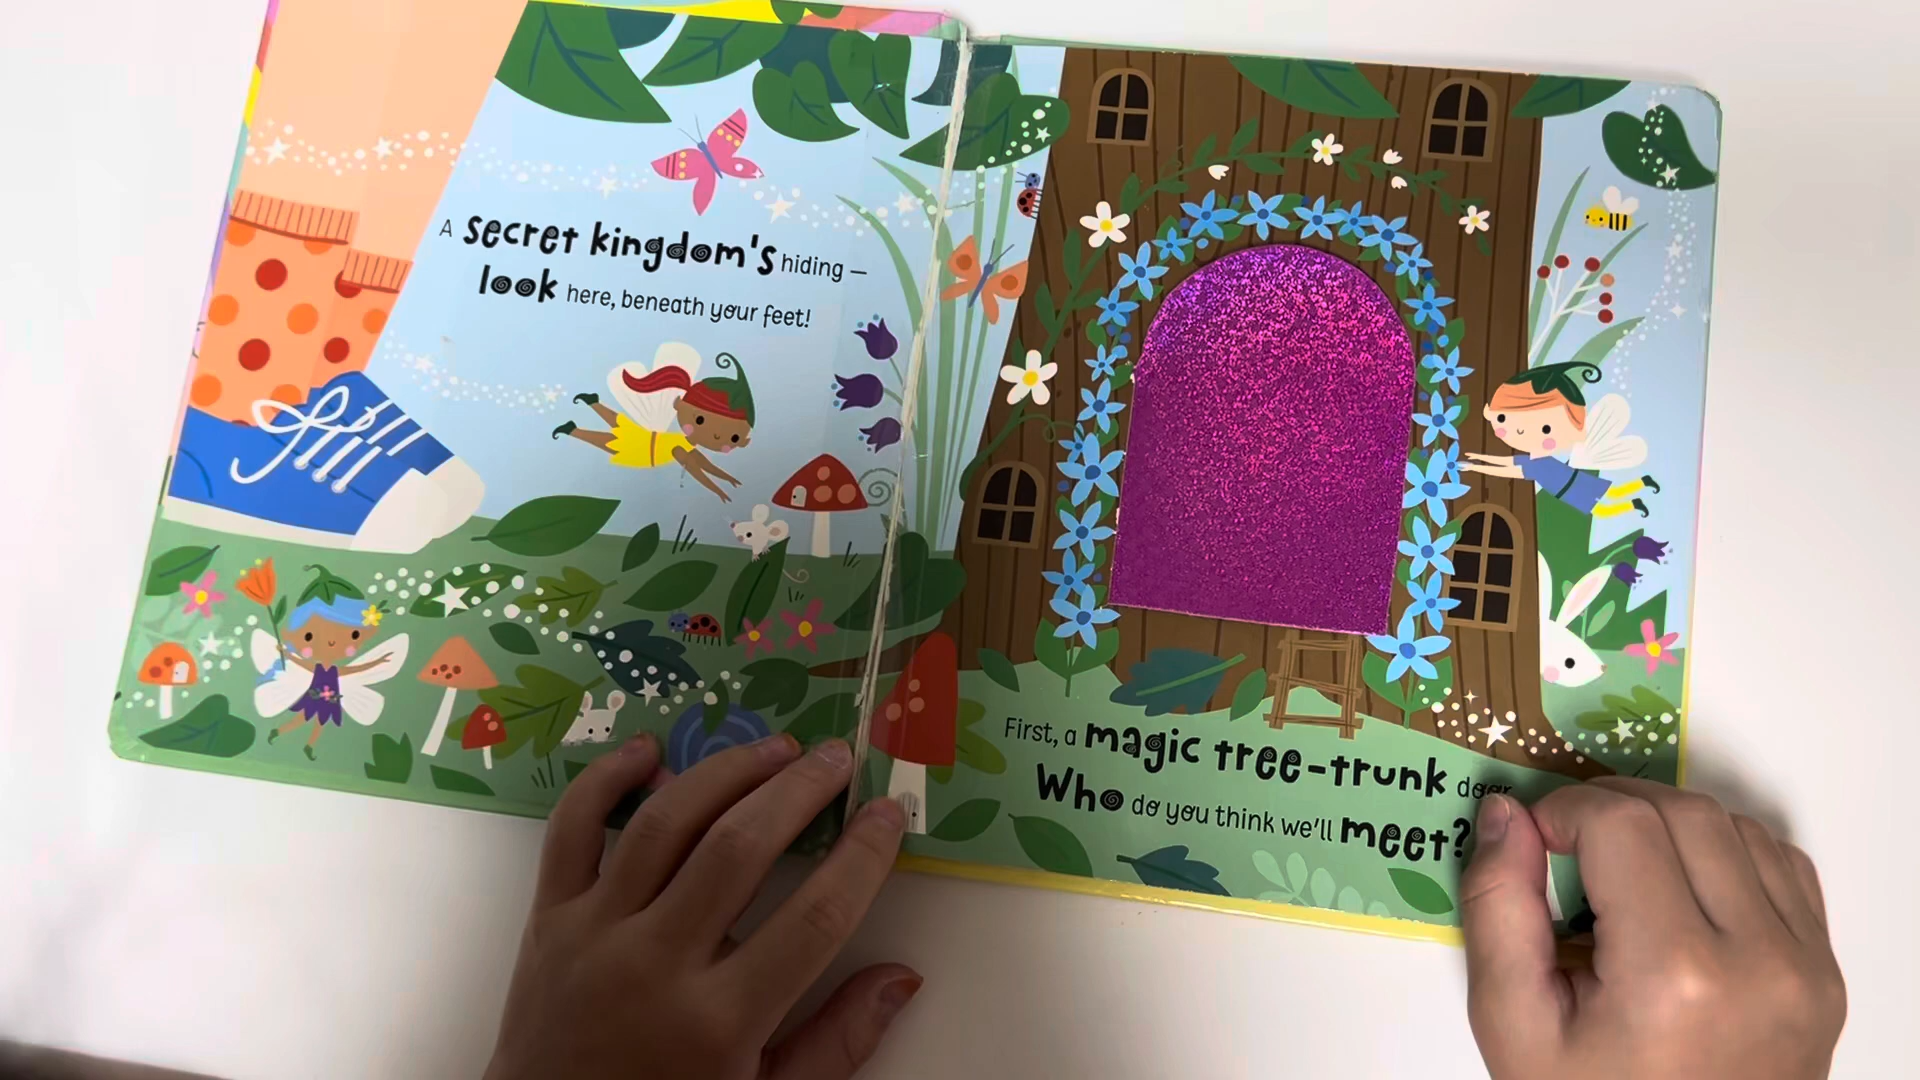 A secret kingdom's hiding –
look here, beneath your feet!
First, a magic tree-trunk door.
Who do you think we'll meet?